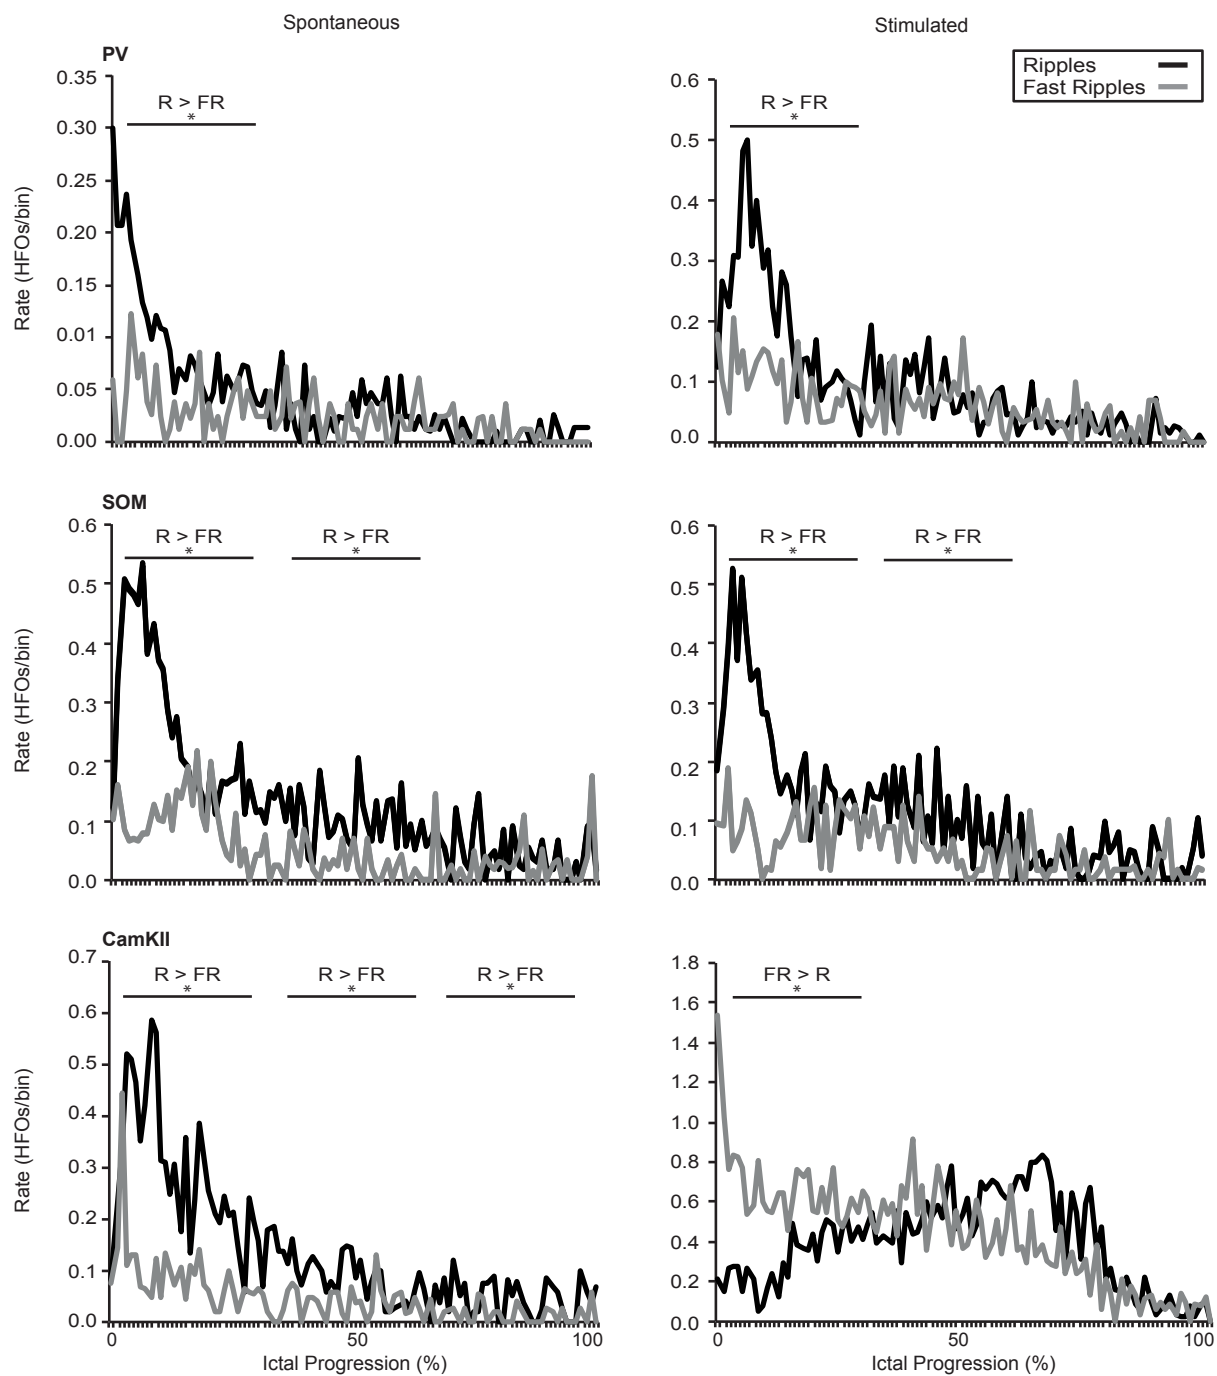 Spontaneous
Stimulated
Ripples
Fast Ripples
PV
0.35
0.30
0.25
0.20
0.15
0.01
0.05
0.00
Rate (HFOs/bin)
R > FR
*
0.6
0.5
0.4
0.3
0.2
0.1
0.0
R > FR
*
SOM
0.6
0.5
0.4
0.3
0.2
0.1
0.0
Rate (HFOs/bin)
R > FR
*
R > FR
*
0.6
0.5
0.4
0.3
0.2
0.1
0.0
R > FR
*
R > FR
*
CamKII
0.7
0.6
0.5
0.4
0.3
0.2
0.1
0.0
Rate (HFOs/bin)
R > FR
*
R > FR
*
R > FR
*
0
50
100
Ictal Progression (%)
1.8
1.6
1.4
1.2
1.0
0.8
0.6
0.4
0.2
0.0
FR > R
*
0
50
100
Ictal Progression (%)